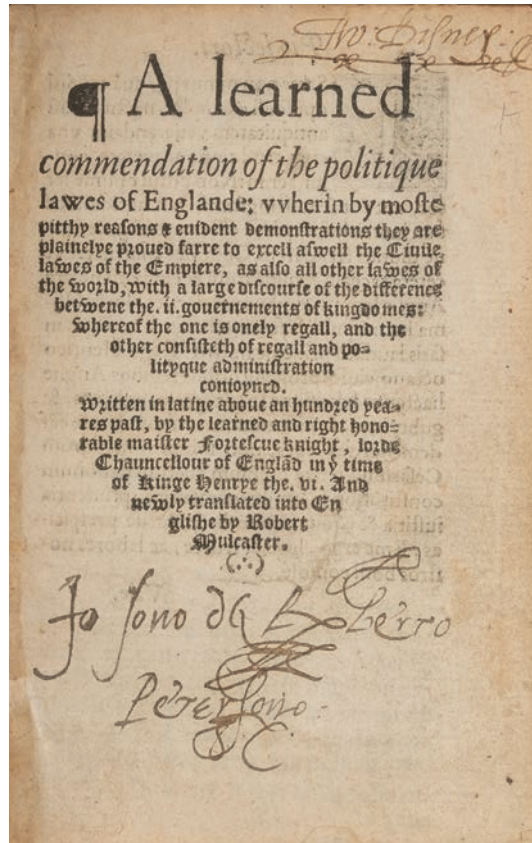 Tho: Disney:
¶ A learned
commendation of the politique
lawes of Englande: vvherin by moste
pitthy reasons & euident demonstrations they are
plainelye proued farre to excell aswell the Ciuile
lawes of the Empiere, as also all other lawes of
the world, with a large discourse of the difference
betwene the. ii. gouernements of kingdomes:
whereof the one is onely regall, and the
other consisteth of regall and po-
lityque administration
conioyned.
Written in latine aboue an hundred yea-
res past, by the learned and right hono-
rable maister Fortescue knight, lorde
Chauncellour of Englãd in yͤ time
of Kinge Henrye the. vi. And
newly translated into En
glishe by Robert
Mulcaster.
(∴)
Io sono di
Petersono